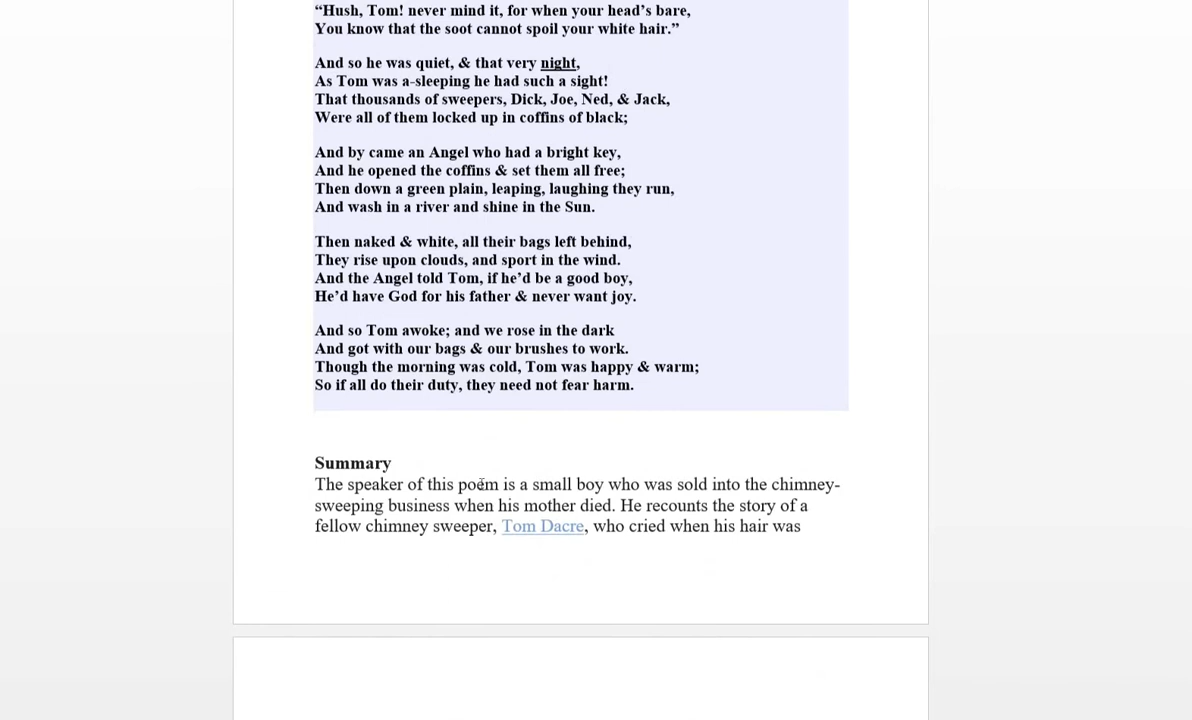 “Hush, Tom! never mind it, for when your head’s bare,
You know that the soot cannot spoil your white hair.”
And so he was quiet, & that very night,
As Tom was a-sleeping he had such a sight!
That thousands of sweepers, Dick, Joe, Ned, & Jack,
Were all of them locked up in coffins of black;
And by came an Angel who had a bright key,
And he opened the coffins & set them all free;
Then down a green plain, leaping, laughing they run,
And wash in a river and shine in the Sun.
Then naked & white, all their bags left behind,
They rise upon clouds, and sport in the wind.
And the Angel told Tom, if he’d be a good boy,
He’d have God for his father & never want joy.
And so Tom awoke; and we rose in the dark
And got with our bags & our brushes to work.
Though the morning was cold, Tom was happy & warm;
So if all do their duty, they need not fear harm.
Summary
The speaker of this poem is a small boy who was sold into the chimney-
sweeping business when his mother died. He recounts the story of a
fellow chimney sweeper, Tom Dacre, who cried when his hair was